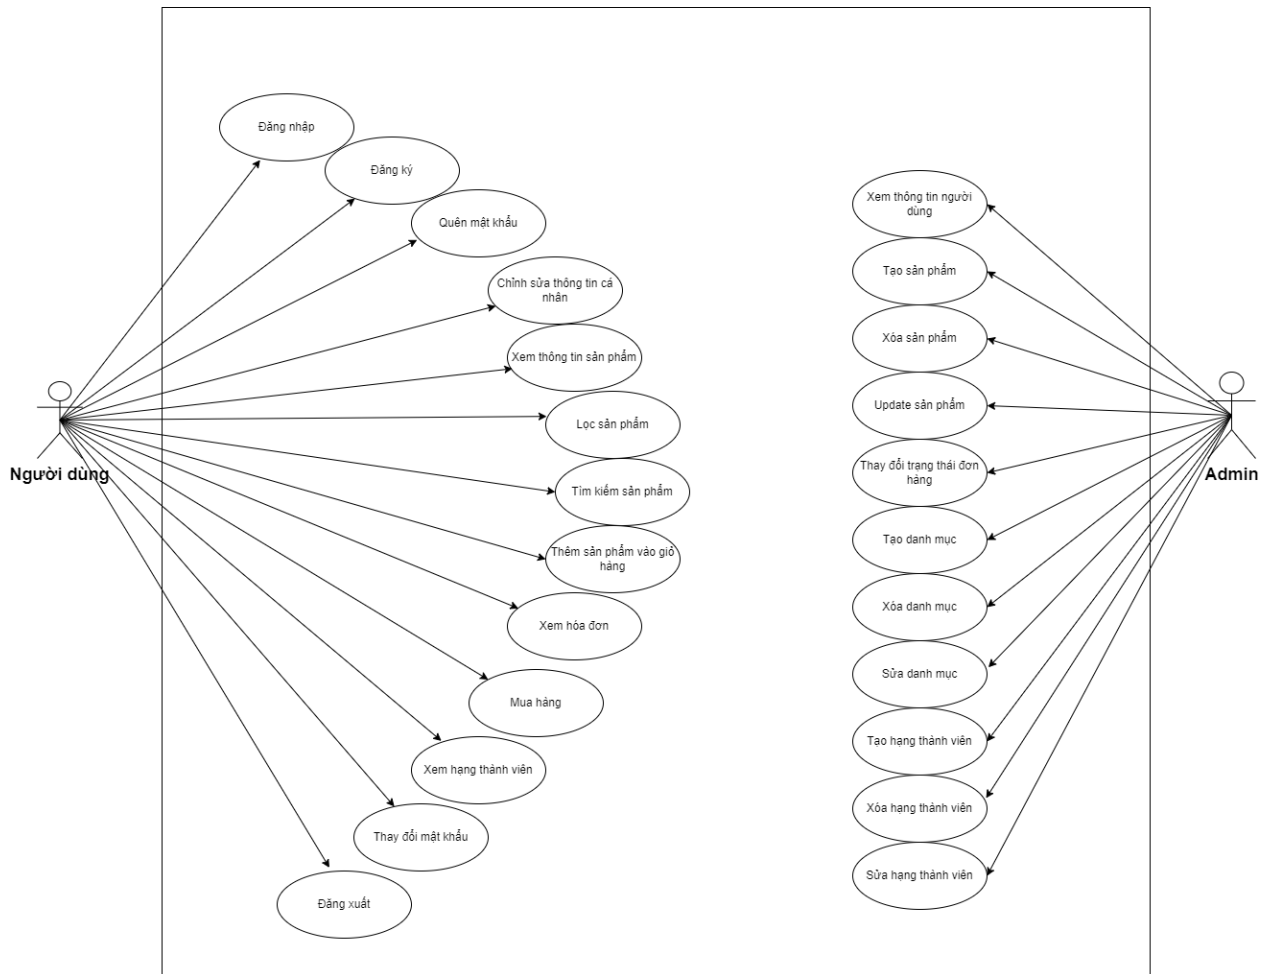 Đăng nhập
Đăng ký
Quên mật khẩu
Chỉnh sửa thông tin cá
nhân
Xem thông tin sản phẩm
Lọc sản phẩm
Tìm kiếm sản phẩm
Thêm sản phẩm vào giỏ
hàng
Xem hóa đơn
Mua hàng
Xem hạng thành viên
Thay đổi mật khẩu
Đăng xuất
Người dùng
Xem thông tin người
dùng
Tạo sản phẩm
Xóa sản phẩm
Update sản phẩm
Thay đổi trạng thái đơn
hàng
Tạo danh mục
Xóa danh mục
Sửa danh mục
Tạo hạng thành viên
Xóa hạng thành viên
Sửa hạng thành viên
Admin